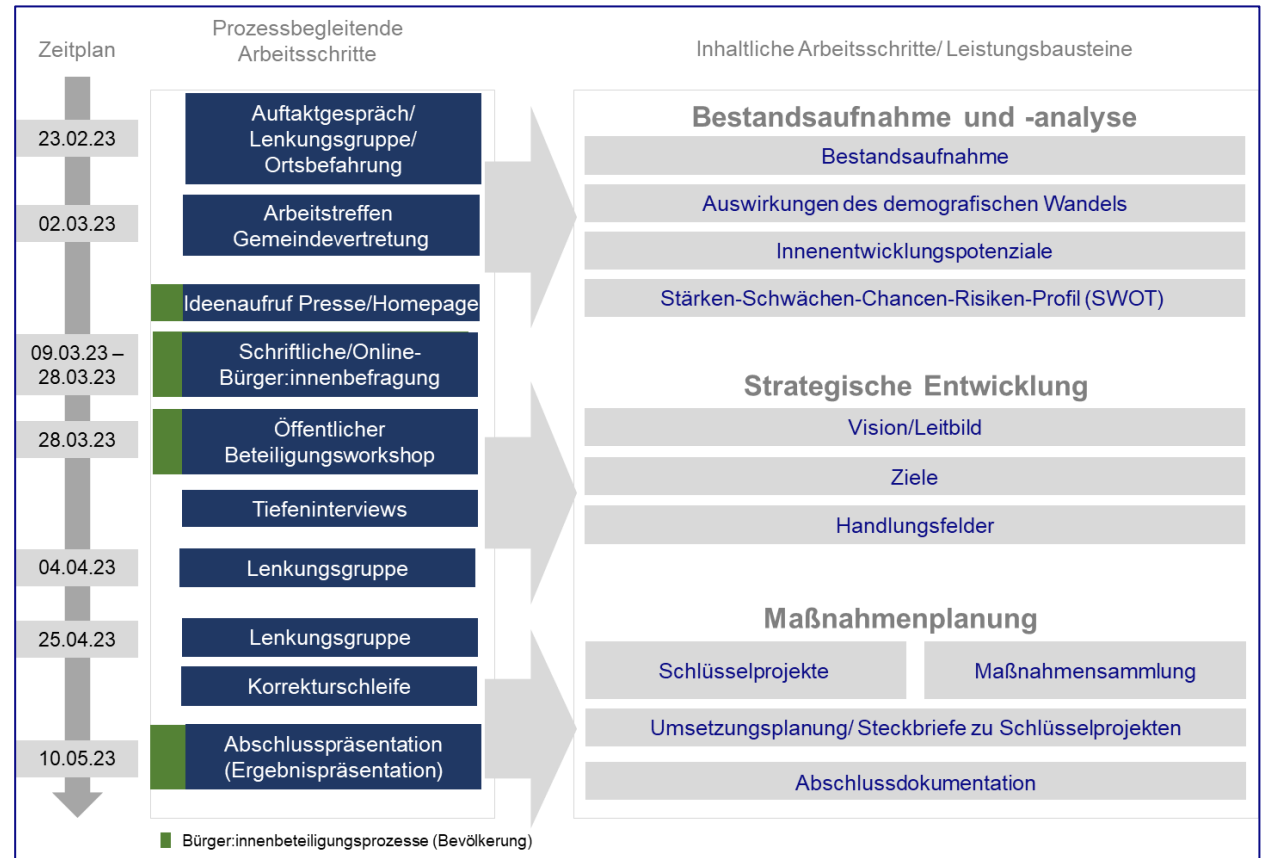 Zeitplan
Prozessbegleitende
Arbeitsschritte
Inhaltliche Arbeitsschritte/ Leistungsbausteine
23.02.23
Auftaktgespräch/
Lenkungsgruppe/
Ortsbefahrung
02.03.23
Arbeitstreffen
Gemeindevertretung
Ideenaufruf Presse/Homepage
09.03.23 –
28.03.23
Schriftliche/Online-
Bürger:innenbefragung
28.03.23
Öffentlicher
Beteiligungsworkshop
Tiefeninterviews
04.04.23
Lenkungsgruppe
25.04.23
Lenkungsgruppe
Korrekturschleife
10.05.23
Abschlusspräsentation
(Ergebnispräsentation)
Bestandsaufnahme und -analyse
Bestandsaufnahme
Auswirkungen des demografischen Wandels
Innenentwicklungspotenziale
Stärken-Schwächen-Chancen-Risiken-Profil (SWOT)
Strategische Entwicklung
Vision/Leitbild
Ziele
Handlungsfelder
Maßnahmenplanung
Schlüsselprojekte
Maßnahmensammlung
Umsetzungsplanung/ Steckbriefe zu Schlüsselprojekten
Abschlussdokumentation
Bürger:innenbeteiligungsprozesse (Bevölkerung)